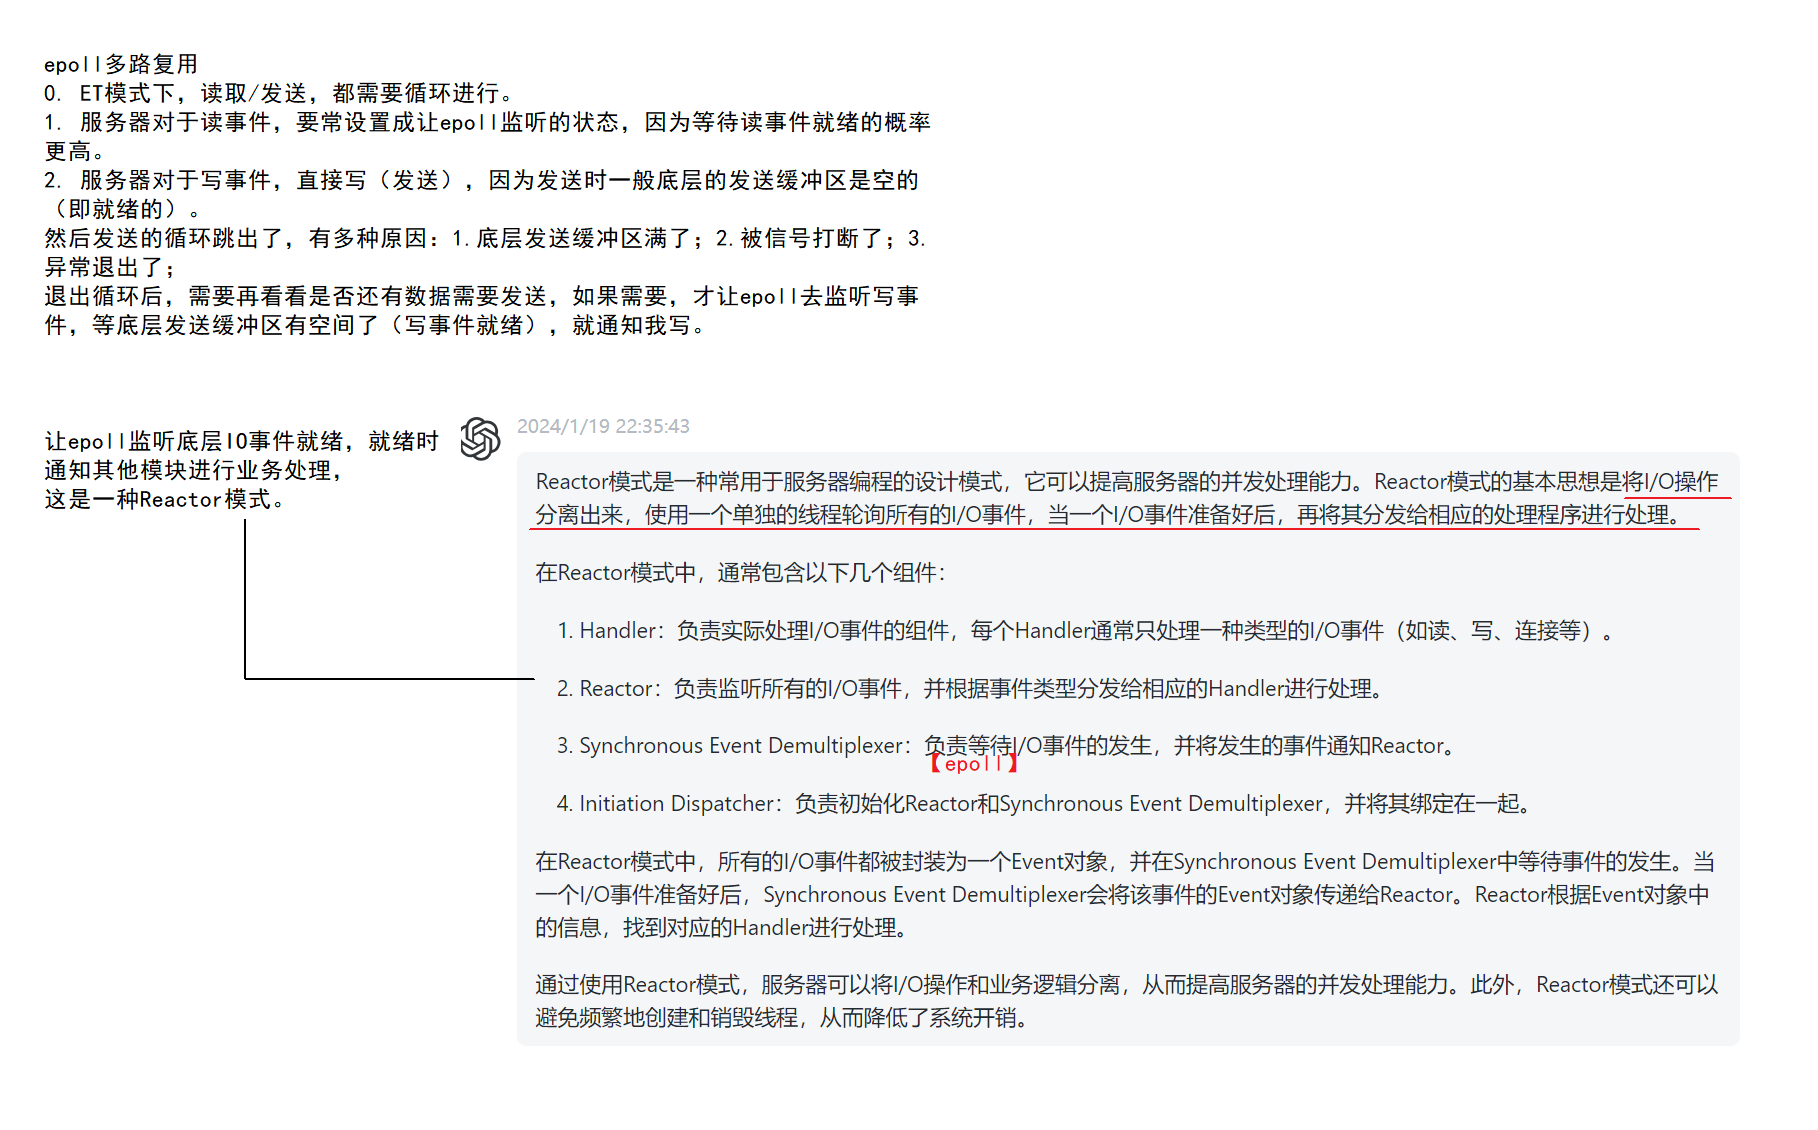 epoll多路复用
0. ET模式下，读取/发送，都需要循环进行。
1. 服务器对于读事件，要常设置成让epoll监听的状态，因为等待读事件就绪的概率
更高。
2. 服务器对于写事件，直接写（发送），因为发送时一般底层的发送缓冲区是空的
（即就绪的）。
然后发送的循环跳出了，有多种原因：1.底层发送缓冲区满了；2.被信号打断了；3.
异常退出了；
退出循环后，需要再看看是否还有数据需要发送，如果需要，才让epoll去监听写事
件，等底层发送缓冲区有空间了（写事件就绪），就通知我写。
让epoll监听底层IO事件就绪，就绪时
通知其他模块进行业务处理，
这是一种Reactor模式。
2024/1/19 22:35:43
Reactor模式是一种常用于服务器编程的设计模式，它可以提高服务器的并发处理能力。Reactor模式的基本思想是将I/O操作
分离出来，使用一个单独的线程轮询所有的I/O事件，当一个I/O事件准备好后，再将其分发给相应的处理程序进行处理。
在Reactor模式中，通常包含以下几个组件：
1. Handler：负责实际处理I/O事件的组件，每个Handler通常只处理一种类型的I/O事件（如读、写、连接等）。
2. Reactor：负责监听所有的I/O事件，并根据事件类型分发给相应的Handler进行处理。
3. Synchronous Event Demultiplexer：负责等待I/O事件的发生，并将发生的事件通知Reactor。
【epoll】
4. Initiation Dispatcher：负责初始化Reactor和Synchronous Event Demultiplexer，并将其绑定在一起。
在Reactor模式中，所有的I/O事件都被封装为一个Event对象，并在Synchronous Event Demultiplexer中等待事件的发生。当
一个I/O事件准备好后，Synchronous Event Demultiplexer会将该事件的Event对象传递给Reactor。Reactor根据Event对象中
的信息，找到对应的Handler进行处理。
通过使用Reactor模式，服务器可以将I/O操作和业务逻辑分离，从而提高服务器的并发处理能力。此外，Reactor模式还可以
避免频繁地创建和销毁线程，从而降低了系统开销。